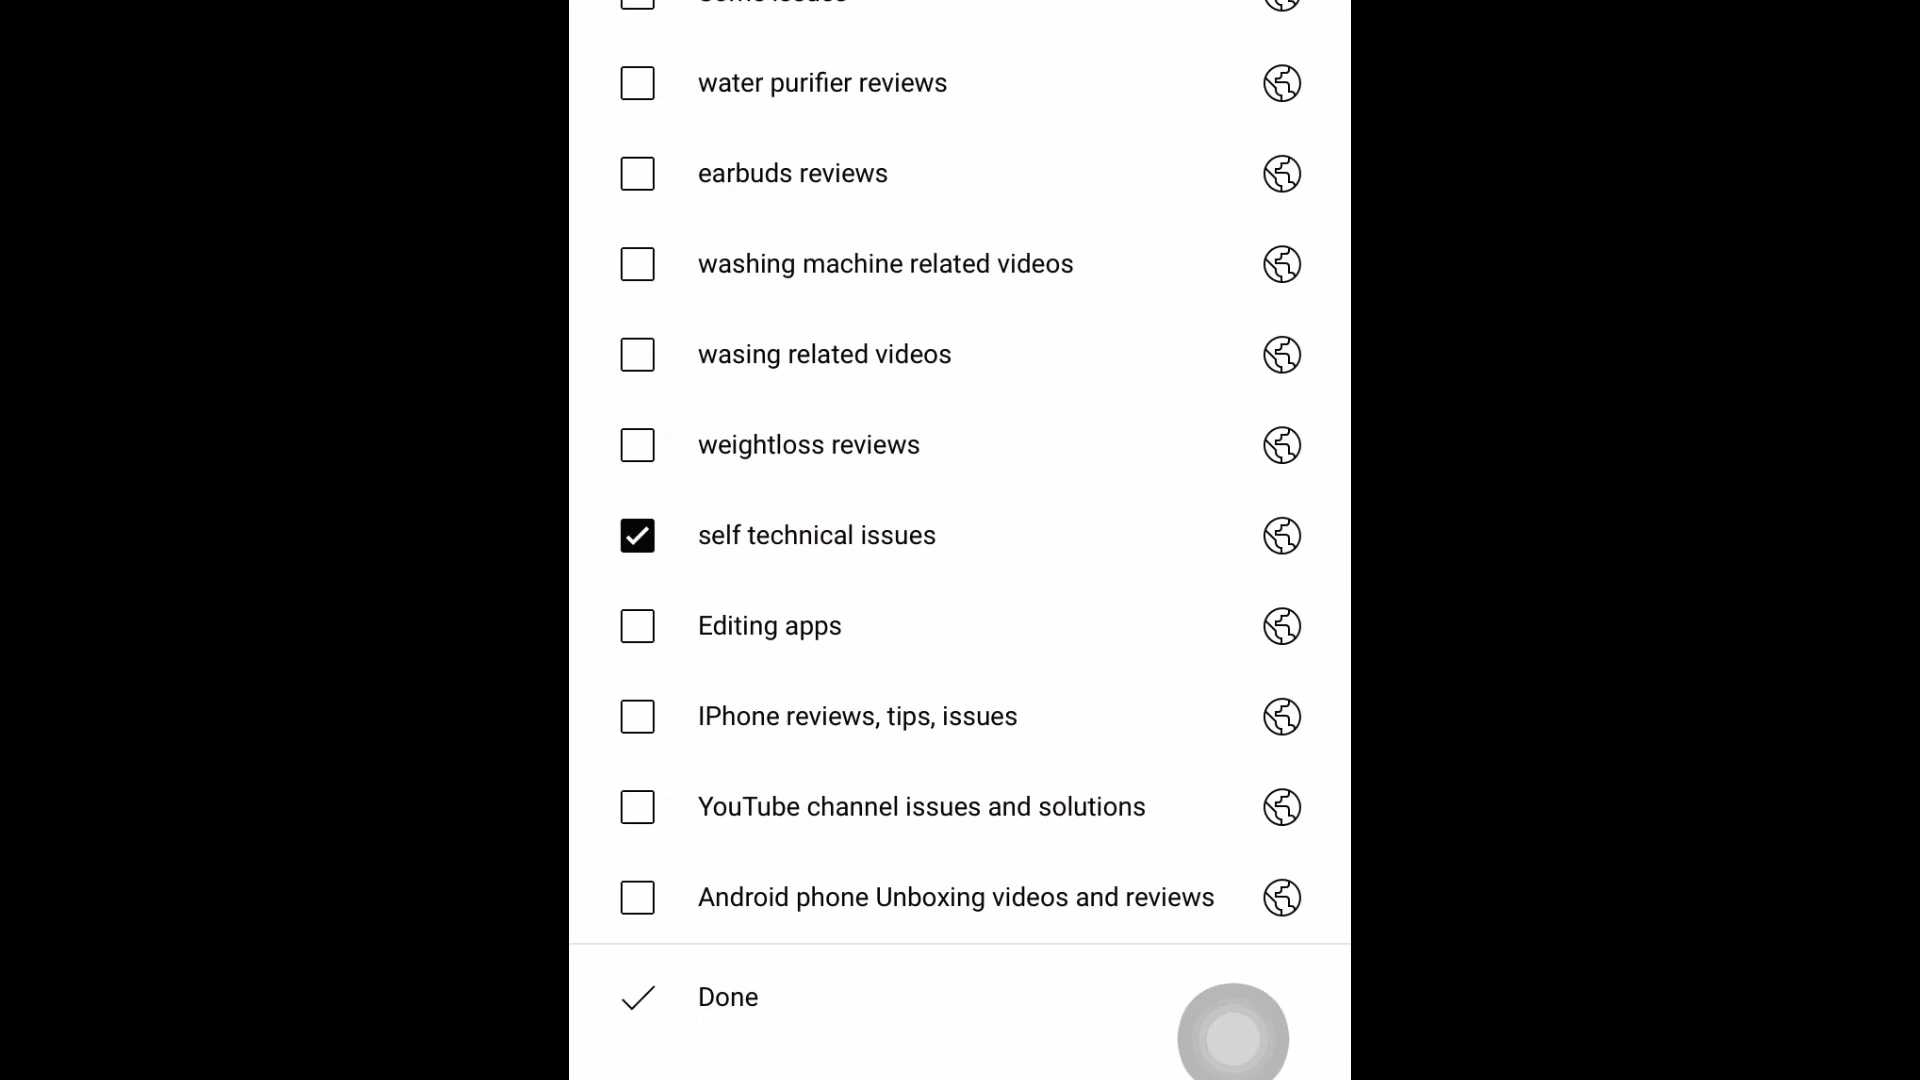 water purifier reviews
earbuds reviews
washing machine related videos
wasing related videos
weightloss reviews
self technical issues
Editing apps
IPhone reviews, tips, issues
YouTube channel issues and solutions
Android phone Unboxing videos and reviews
Done